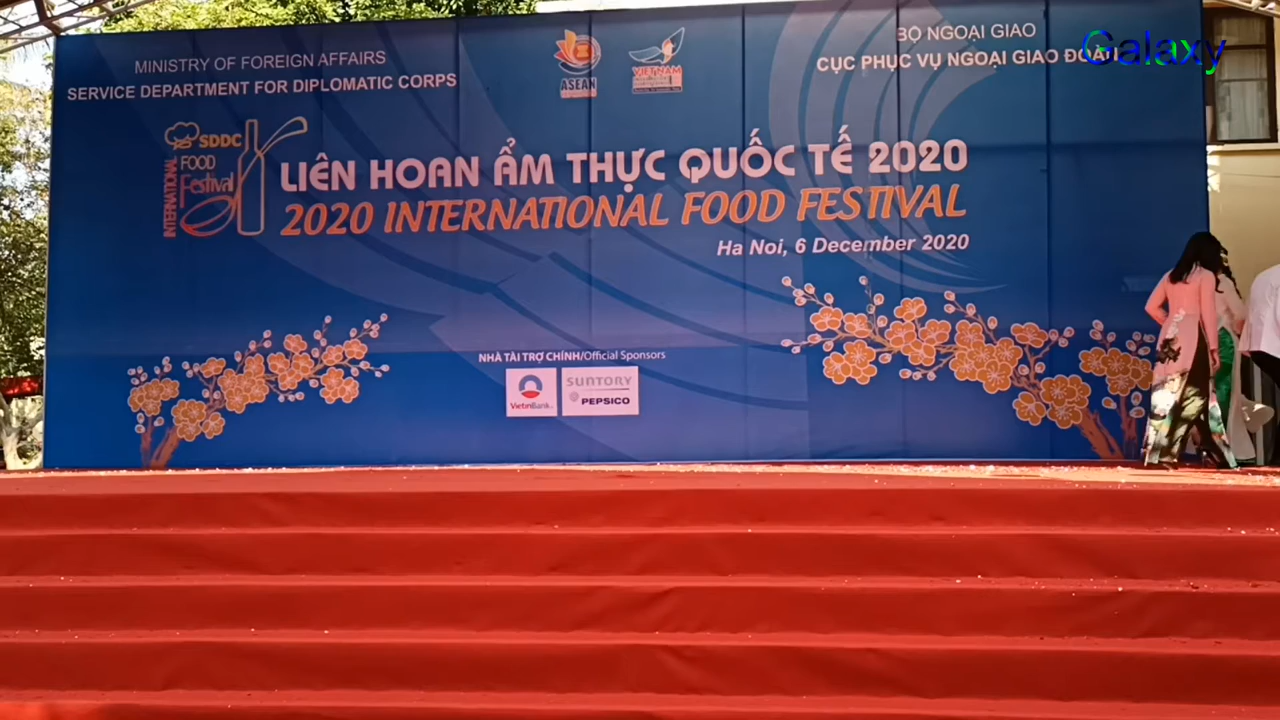 MINISTRY OF FOREIGN AFFAIRS
SERVICE DEPARTMENT FOR DIPLOMATIC CORPS
ASEAN
VIETNAM
BỘ NGOẠI GIAO
CỤC PHỤC VỤ NGOẠI GIAO ĐOÀN
Galaxy
SDDC
INTERNATIONAL
FOOD
Festival
LIÊN HOAN ẨM THỰC QUỐC TẾ 2020
2020 INTERNATIONAL FOOD FESTIVAL
Ha Noi, 6 December 2020
NHÀ TÀI TRỢ CHÍNH/Official Sponsors
VietinBank
SUNTORY
PEPSICO